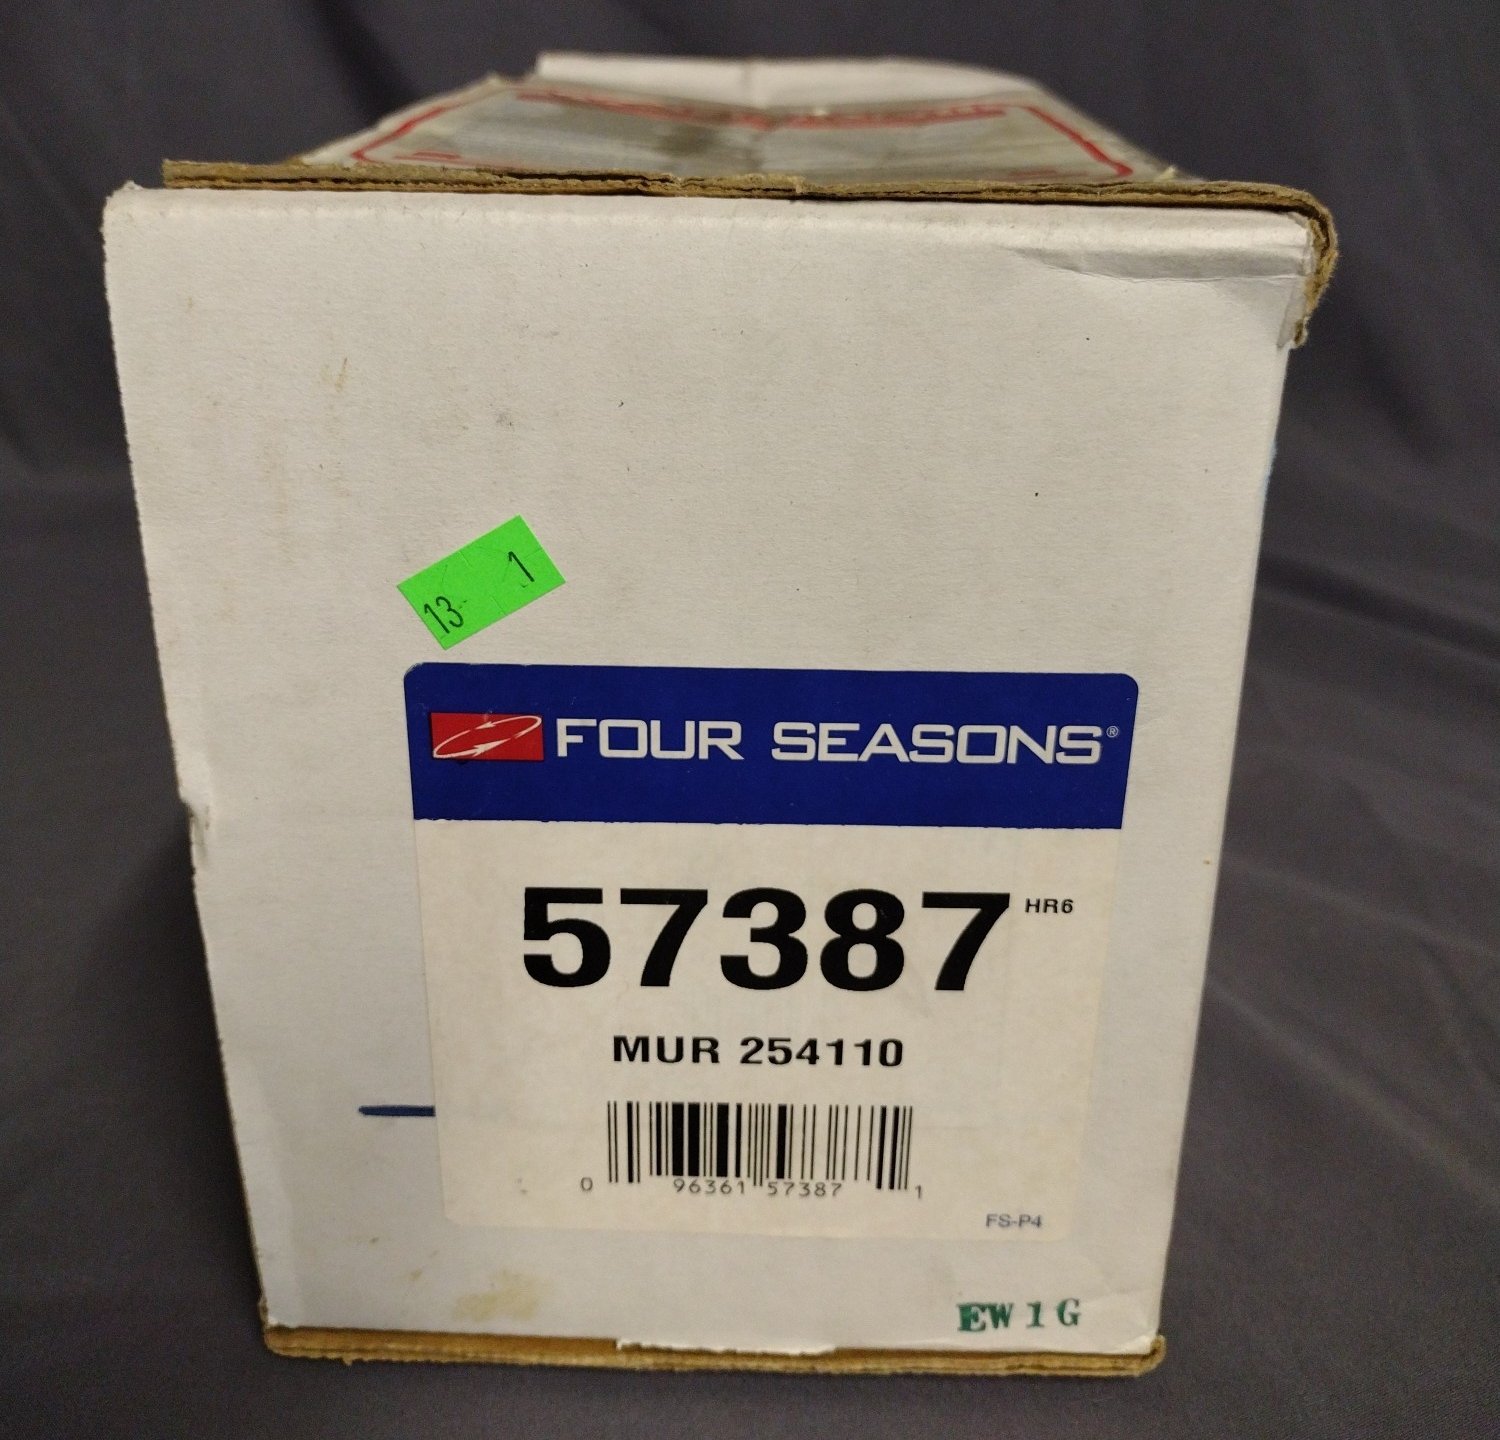 13 1
FOUR SEASONS®
57387 HR6
MUR 254110
0 96361 57387 1
FS-P4
EW 1 G